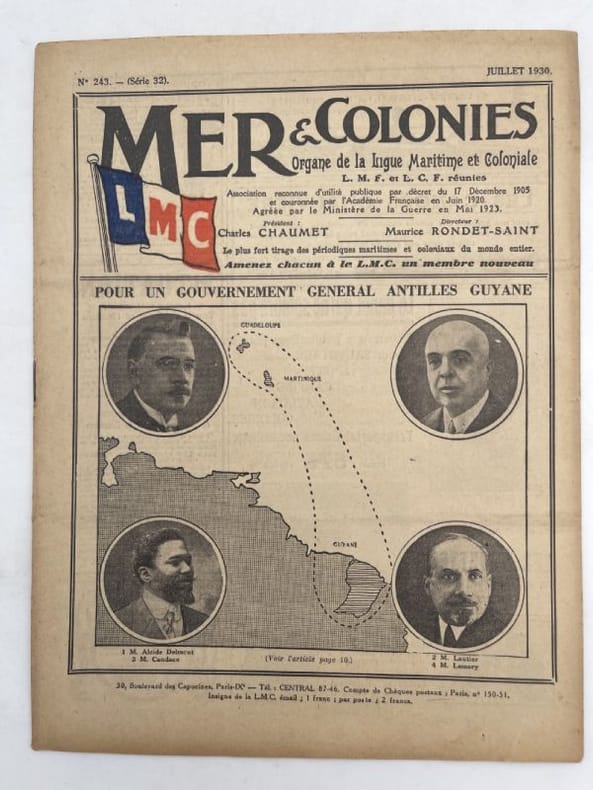 N° 243. — (Série 32).
JUILLET 1930.
MER & COLONIES
Organe de la Ligue Maritime et Coloniale
L. M. F. et L. C. F. réunies
LMC
Association reconnue d'utilité publique par décret du 17 Décembre 1905
et couronnée par l'Académie Française en Juin 1920.
Agréée par le Ministère de la Guerre en Mai 1923.
Président :
Charles CHAUMET
Directeur :
Maurice RONDET-SAINT
Le plus fort tirage des périodiques maritimes et coloniaux du monde entier.
Amenez chacun à la L.M.C. un membre nouveau
POUR UN GOUVERNEMENT GENERAL ANTILLES GUYANE
GUADELOUPE
MARTINIQUE
GUYANE
1 M. Alcide Delmont
3 M. Candace
(Voir l'article page 10.)
2 M. Lautier
4 M. Lemery
30, Boulevard des Capucines, Paris-IXe — Tél. : CENTRAL 87-46. Compte de Chèques postaux ; Paris, n° 150-51.
Insigne de la L.M.C. émail ; 1 franc ; par poste ; 2 francs.